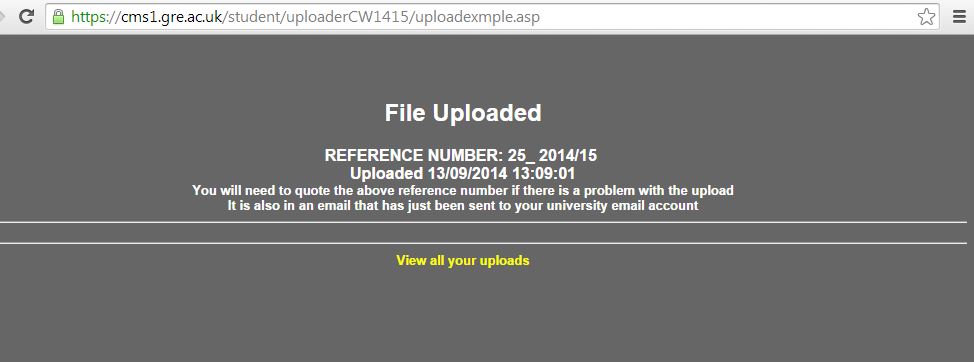 https://cms1.gre.ac.uk/student/uploaderCW1415/uploadexmple.asp
File Uploaded
REFERENCE NUMBER: 25_ 2014/15
Uploaded 13/09/2014 13:09:01
You will need to quote the above reference number if there is a problem with the upload
It is also in an email that has just been sent to your university email account
View all your uploads